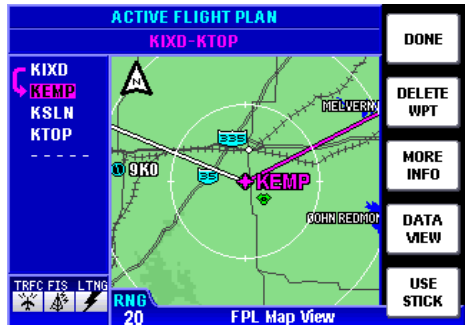 ACTIVE FLIGHT PLAN
KIXD-KTOP
KIXD
KEMP
KSLN
KTOP
- - - - -
N
MELVERN
335
35
9K0
KEMP
JOHN REDMON
TRFC FIS LTNG
RNG
20
FPL Map View
DONE
DELETE
WPT
MORE
INFO
DATA
VIEW
USE
STICK